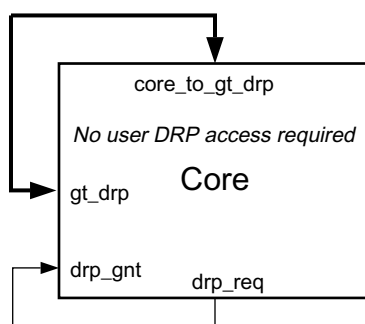 core_to_gt_drp
No user DRP access required
Core
gt_drp
drp_gnt
drp_req